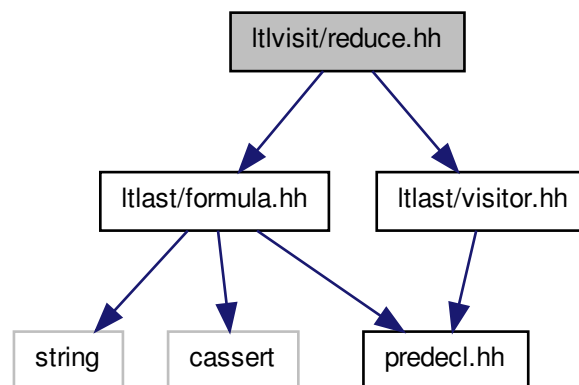 ltlvisit/reduce.hh
ltlast/formula.hh
ltlast/visitor.hh
string
cassert
predecl.hh